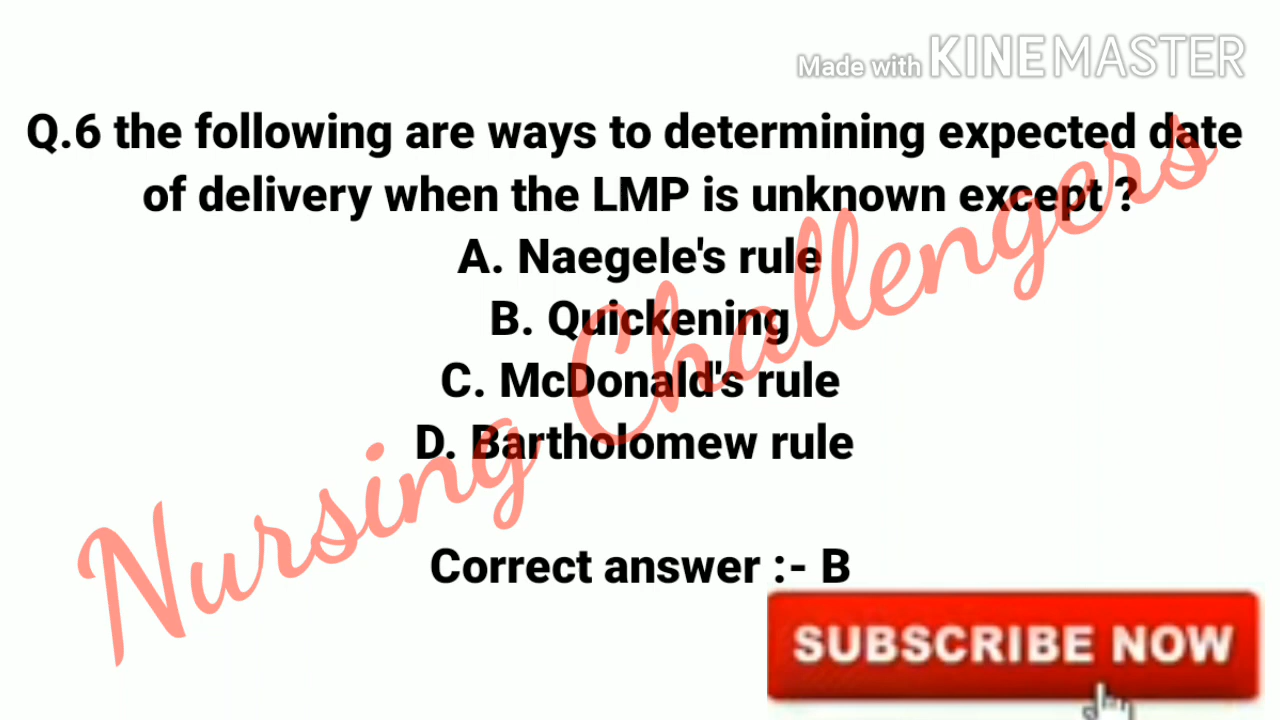 Made with KINEMASTER
Q.6 the following are ways to determining expected date
of delivery when the LMP is unknown except ?
A. Naegele's rule
B. Quickening
C. McDonald's rule
D. Bartholomew rule
Nursing Challengers
Correct answer :- B
SUBSCRIBE NOW